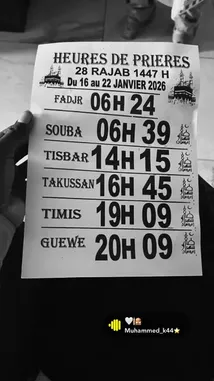 HEURES DE PRIERES
28 RAJAB 1447 H
Du 16 au 22 JANVIER 2026
FADJR 06H 24
SOUBA 06H 39
TISBAR 14H 15
TAKUSSAN 16H 45
TIMIS 19H 09
GUEWE 20H 09
🤍🕋
Muhammed_k44⭐